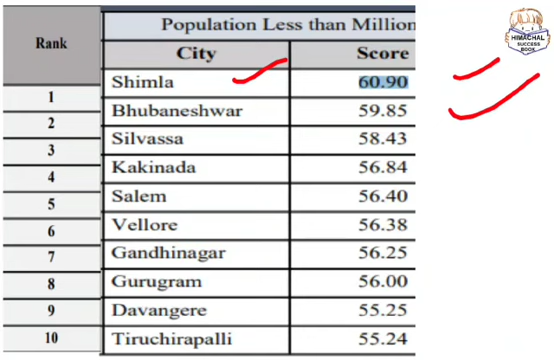 Population Less than Million
Rank
City Score
Shimla 60.90
1 Bhubaneshwar 59.85
2 Silvassa 58.43
3 Kakinada 56.84
4 Salem 56.40
5 Vellore 56.38
6 Gandhinagar 56.25
7 Gurugram 56.00
8 Davangere 55.25
9 Tiruchirapalli 55.24
10
HIMACHAL
SUCCESS
BOOK